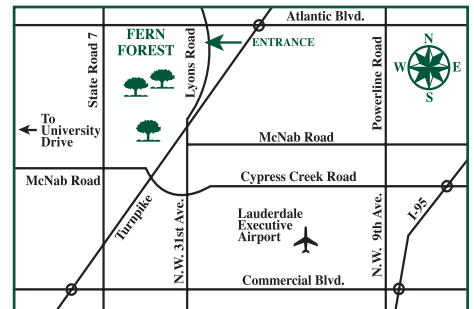 Atlantic Blvd.
FERN
FOREST
ENTRANCE
State Road 7
Lyons Road
Powerline Road
N
W
E
S
To
University
Drive
McNab Road
McNab Road
Cypress Creek Road
Turnpike
N.W. 31st Ave.
Lauderdale
Executive
Airport
N.W. 9th Ave.
I-95
Commercial Blvd.